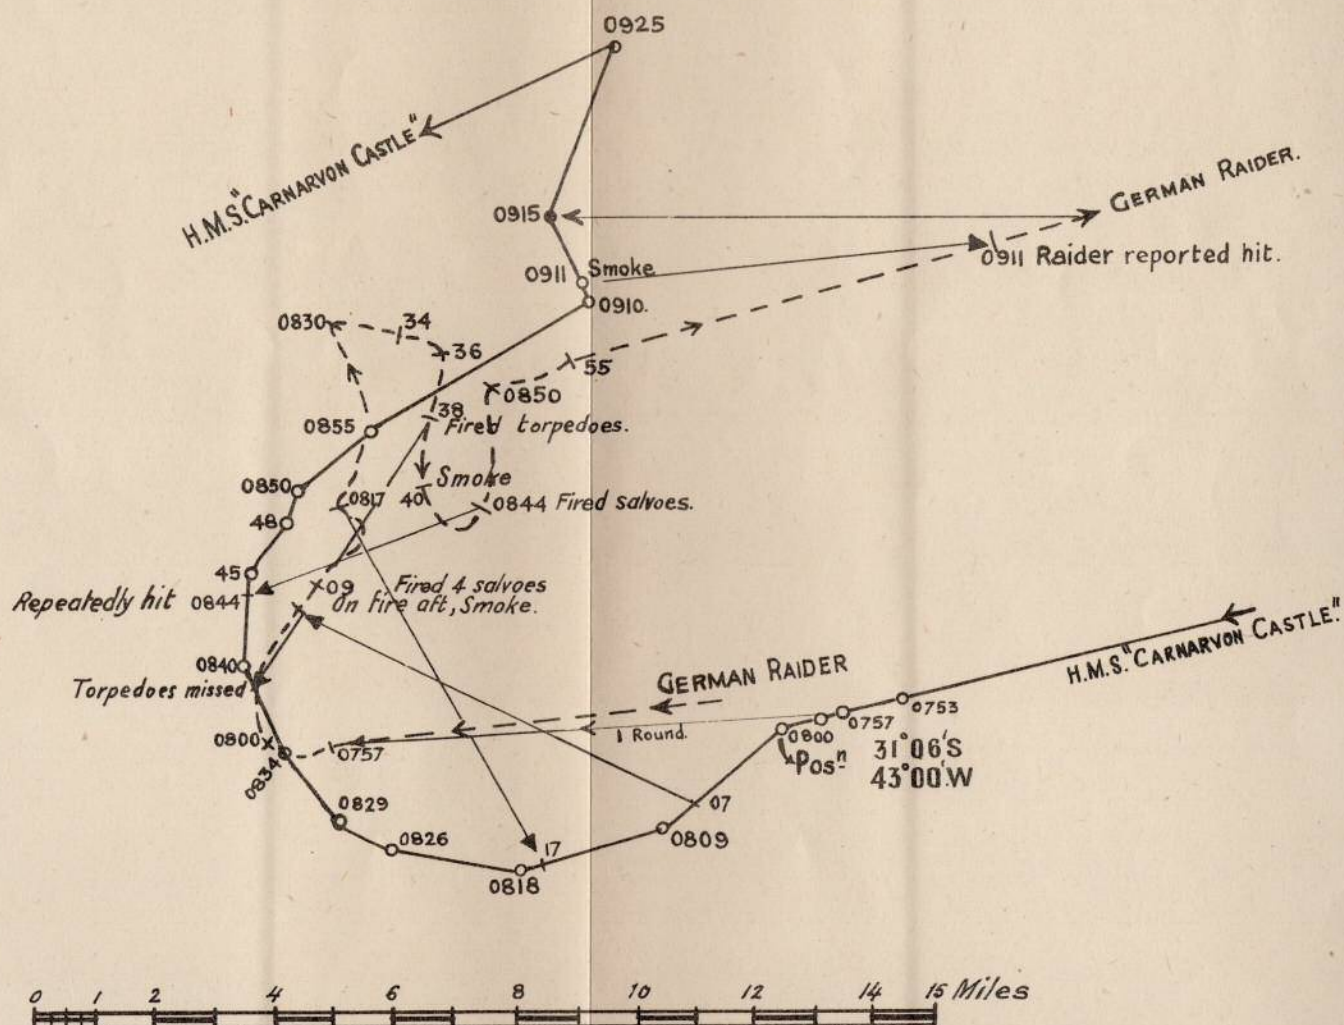 0925
H.M.S. "CARNARVON CASTLE"
GERMAN RAIDER.
0915
0911 Smoke
0911 Raider reported hit.
0910.
0830
34
36
55
0850
38
Fired torpedoes.
0855
Smoke
0850
0817
40
0844 Fired salvoes.
48
45
09
Fired 4 salvoes
On fire aft, Smoke.
Repeatedly hit 0844
H.M.S. "CARNARVON CASTLE."
0840
Torpedoes missed
GERMAN RAIDER
0753
0757
0800
1 Round.
0800
0757
0834
Posn 31°06'S
43°00'W
07
0829
0826
0809
17
0818
0 1 2 4 6 8 10 12 14 15 Miles